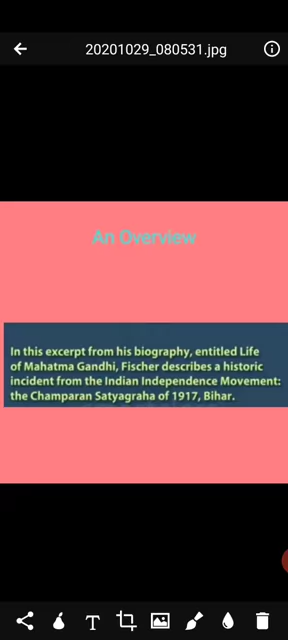 20201029_080531.jpg
An Overview
In this excerpt from his biography, entitled Life
of Mahatma Gandhi, Fischer describes a historic
incident from the Indian Independence Movement:
the Champaran Satyagraha of 1917, Bihar.
T